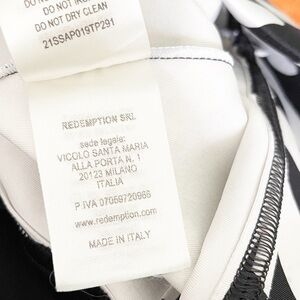 DO NOT IRON
DO NOT DRY CLEAN
21SSAP019TP291
REDEMPTION SRL
sede legale:
VICOLO SANTA MARIA
ALLA PORTA N. 1
20123 MILANO
ITALIA
P IVA 07059720966
www.redemption.com
MADE IN ITALY